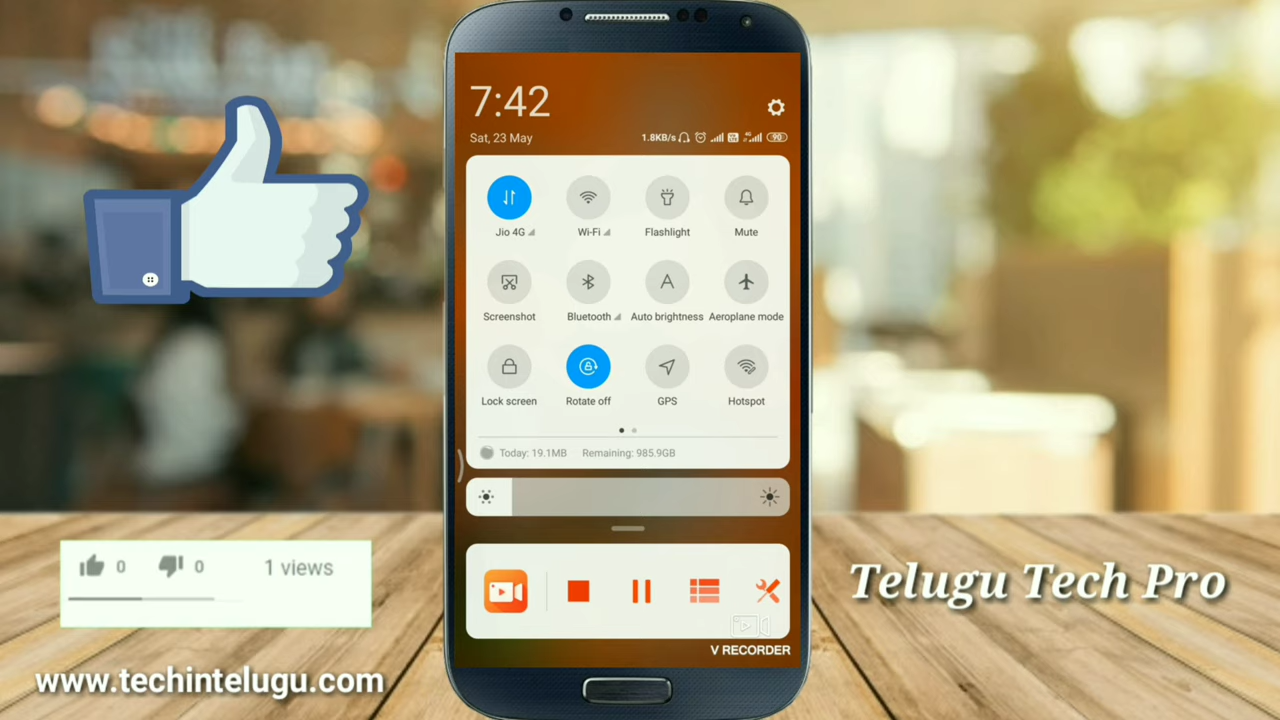 7:42
Sat, 23 May
1.8KB/s
90
Jio 4G
Wi-Fi
Flashlight
Mute
Screenshot
Bluetooth
Auto brightness
Aeroplane mode
Lock screen
Rotate off
GPS
Hotspot
Today: 19.1MB Remaining: 985.9GB
0 0 1 views
Telugu Tech Pro
V RECORDER
www.techintelugu.com